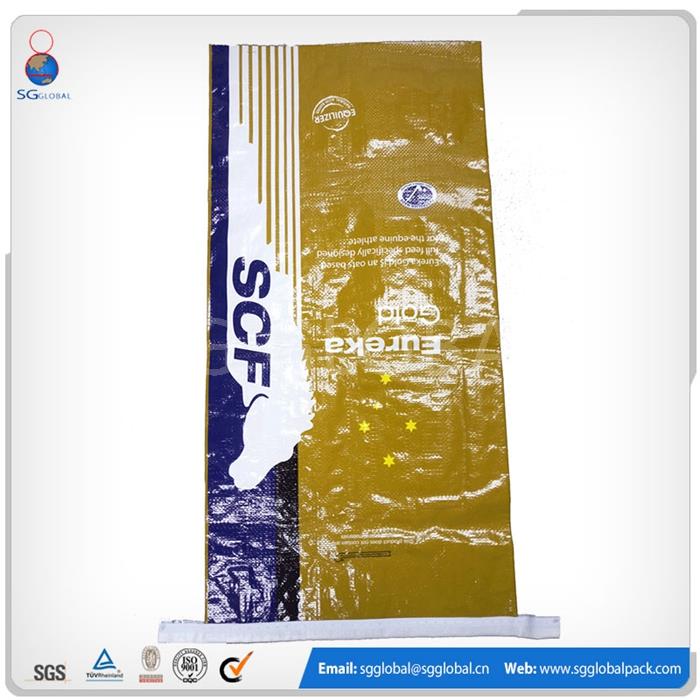 SGGLOBAL
EQUILIZER
SCF
Eureka
Gold
Eureka Gold is an oats based
full feed specifically designed
for the equine athlete
SGS
TÜVRheinland
ISO
9001
Email: sgglobal@sgglobal.cn Web: www.sgglobalpack.com